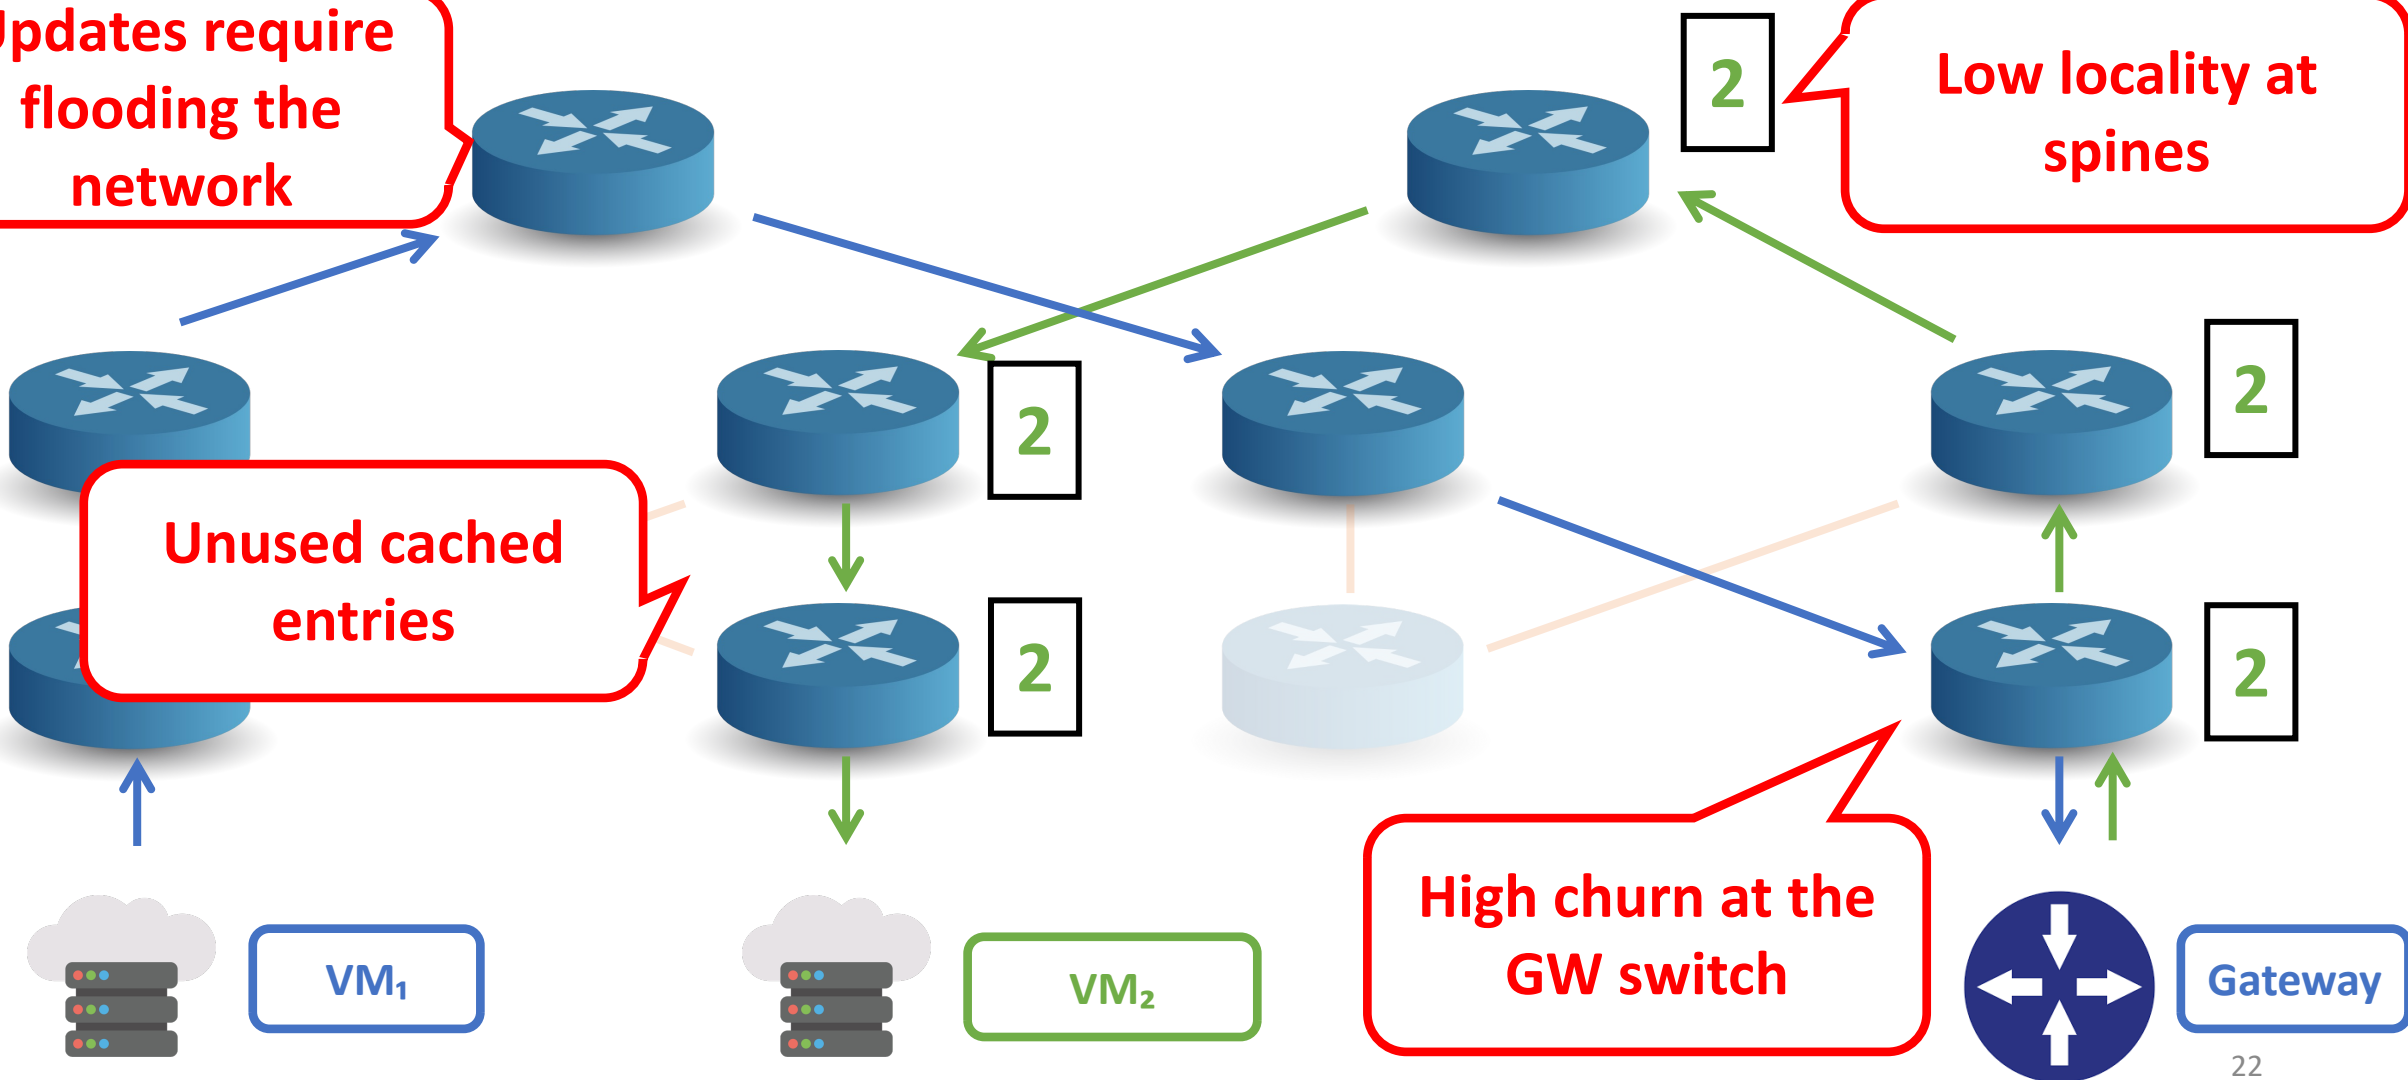 Updates require
flooding the
network
2
Low locality at
spines
2
2
Unused cached
entries
2
2
High churn at the
GW switch
VM₁
VM₂
Gateway
22